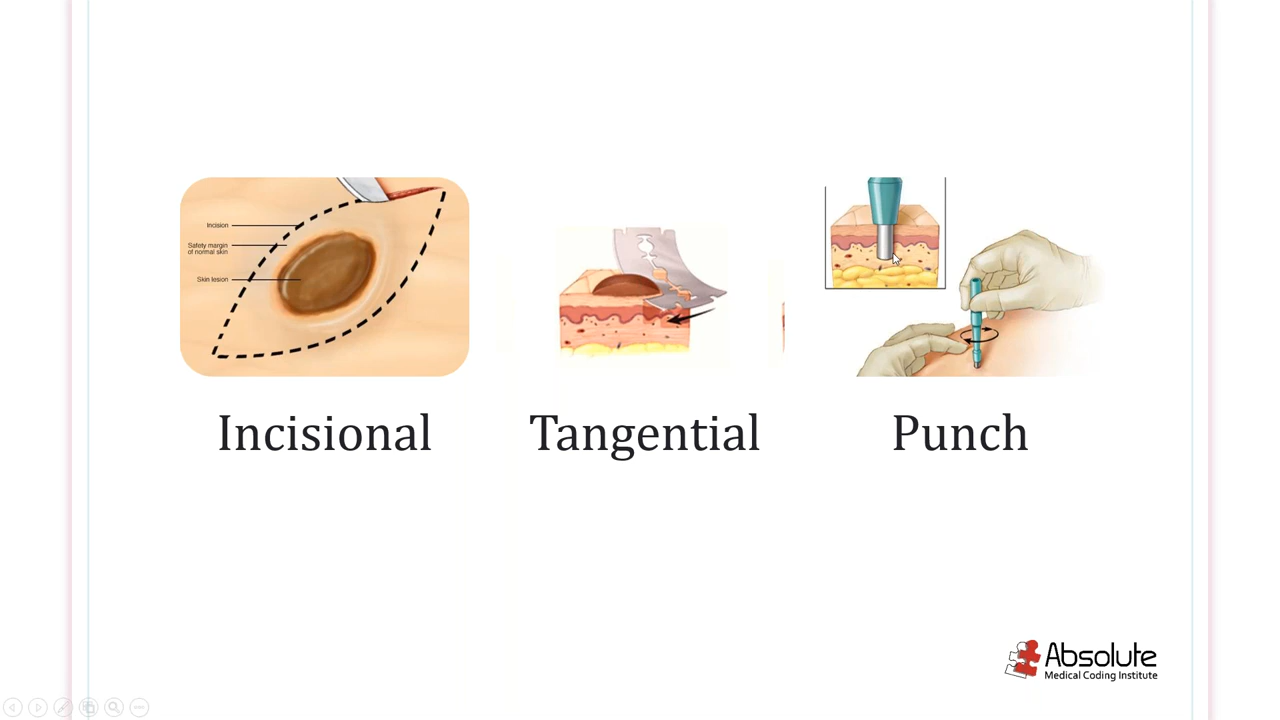 Incision
Safety margin
of normal skin
Skin lesion
Incisional
Tangential
Punch
Absolute
Medical Coding Institute